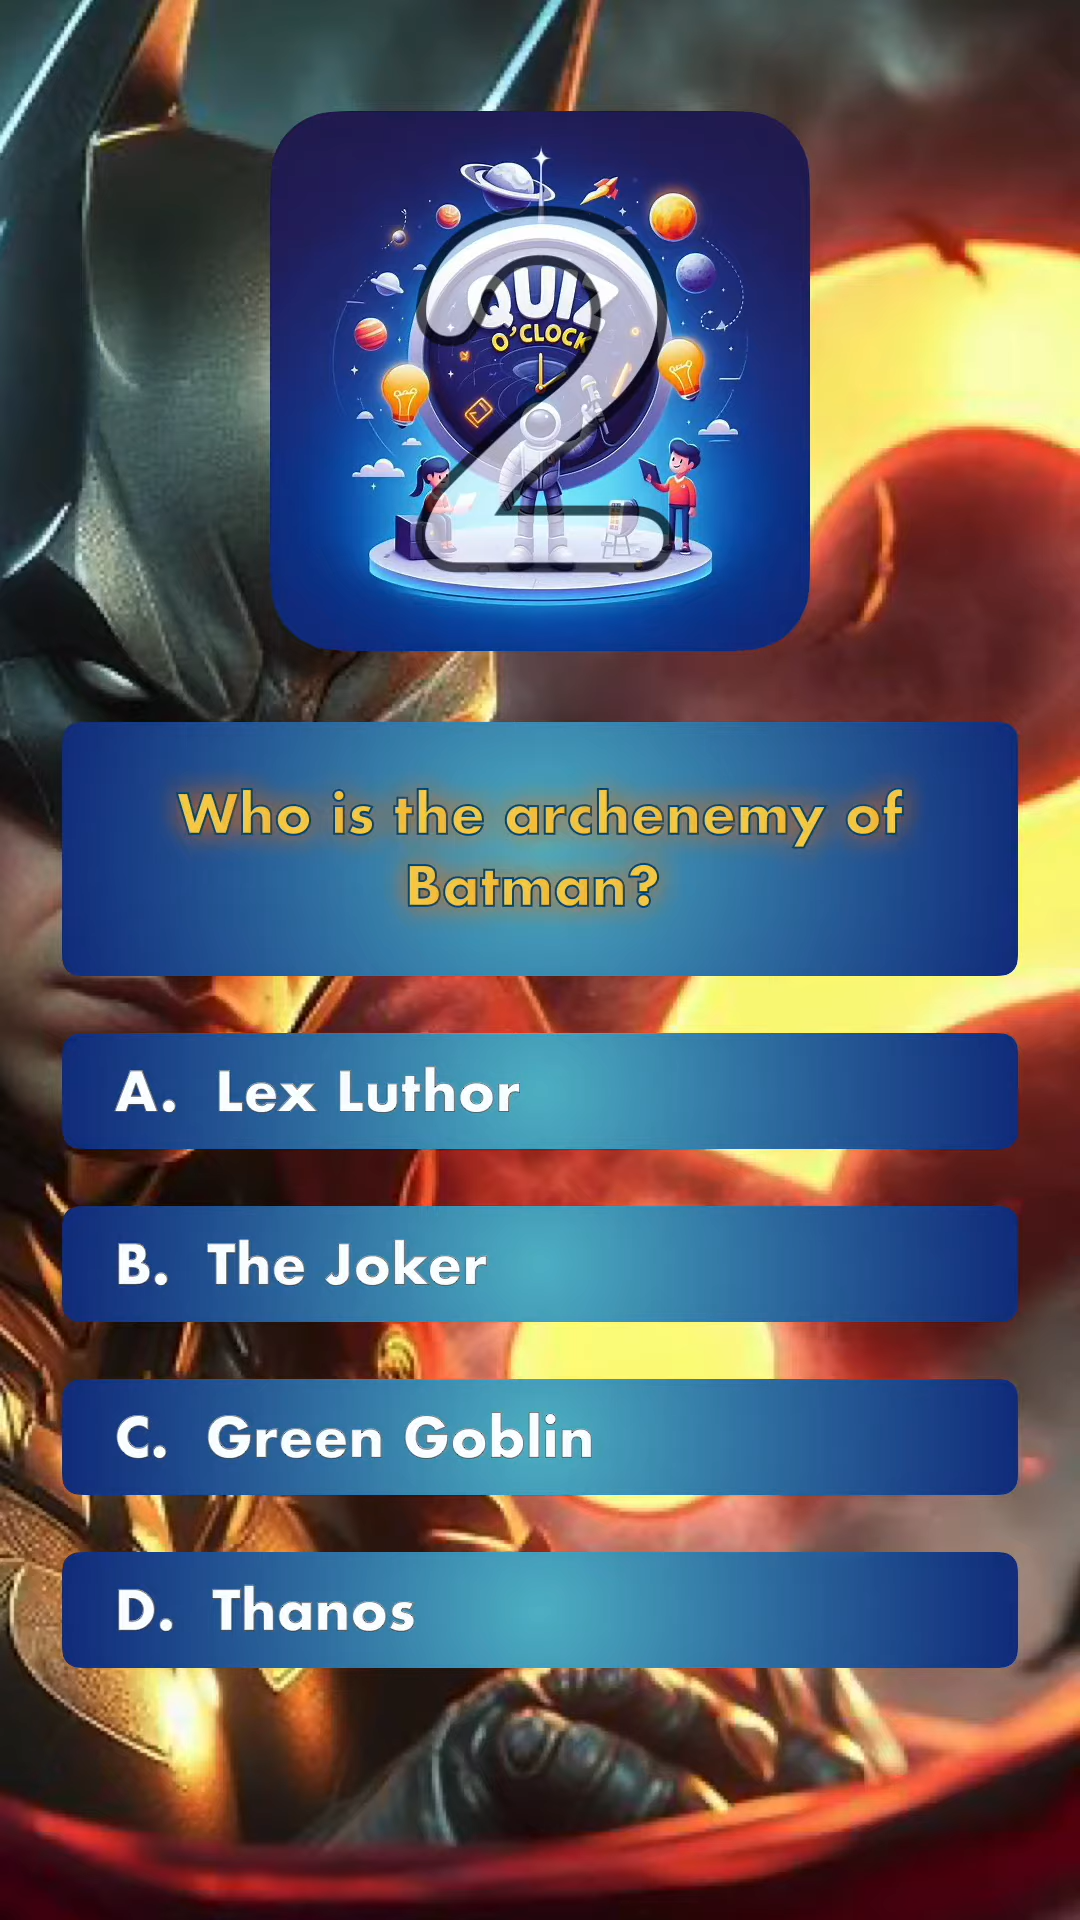 2
QUIZ
O'CLOCK
Who is the archenemy of
Batman?
A. Lex Luthor
B. The Joker
C. Green Goblin
D. Thanos